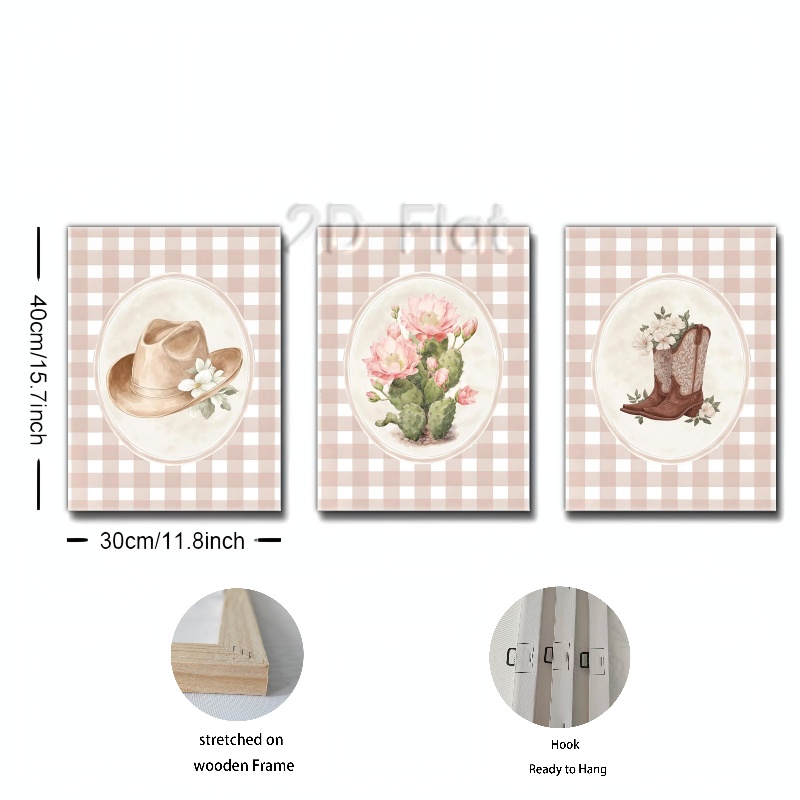 2D Flat
40cm/15.7inch
30cm/11.8inch
stretched on
wooden Frame
Hook
Ready to Hang